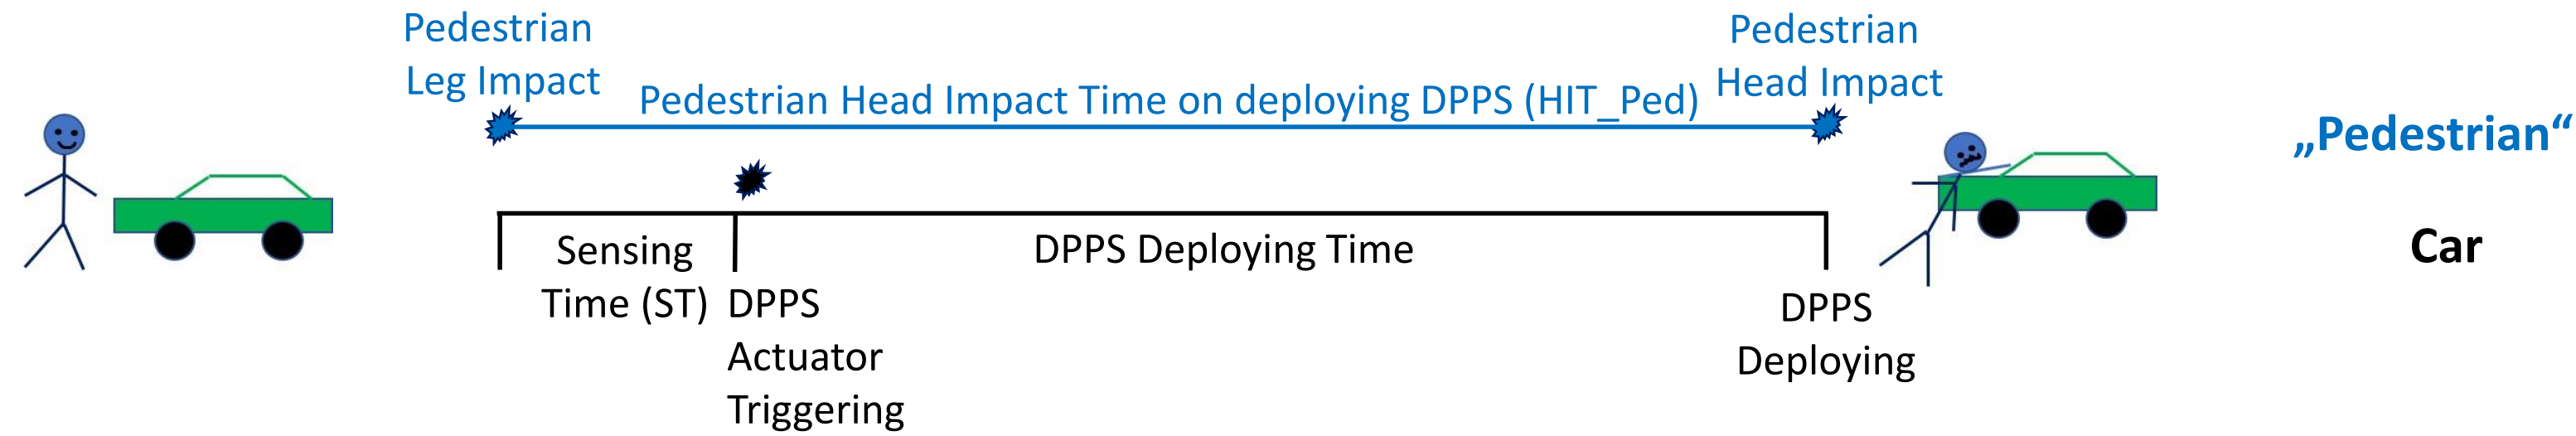 Pedestrian
Leg Impact
Pedestrian Head Impact Time on deploying DPPS (HIT_Ped)
Pedestrian
Head Impact
„Pedestrian“
Sensing
Time (ST)
DPPS Deploying Time
Car
DPPS
Actuator
Triggering
DPPS
Deploying